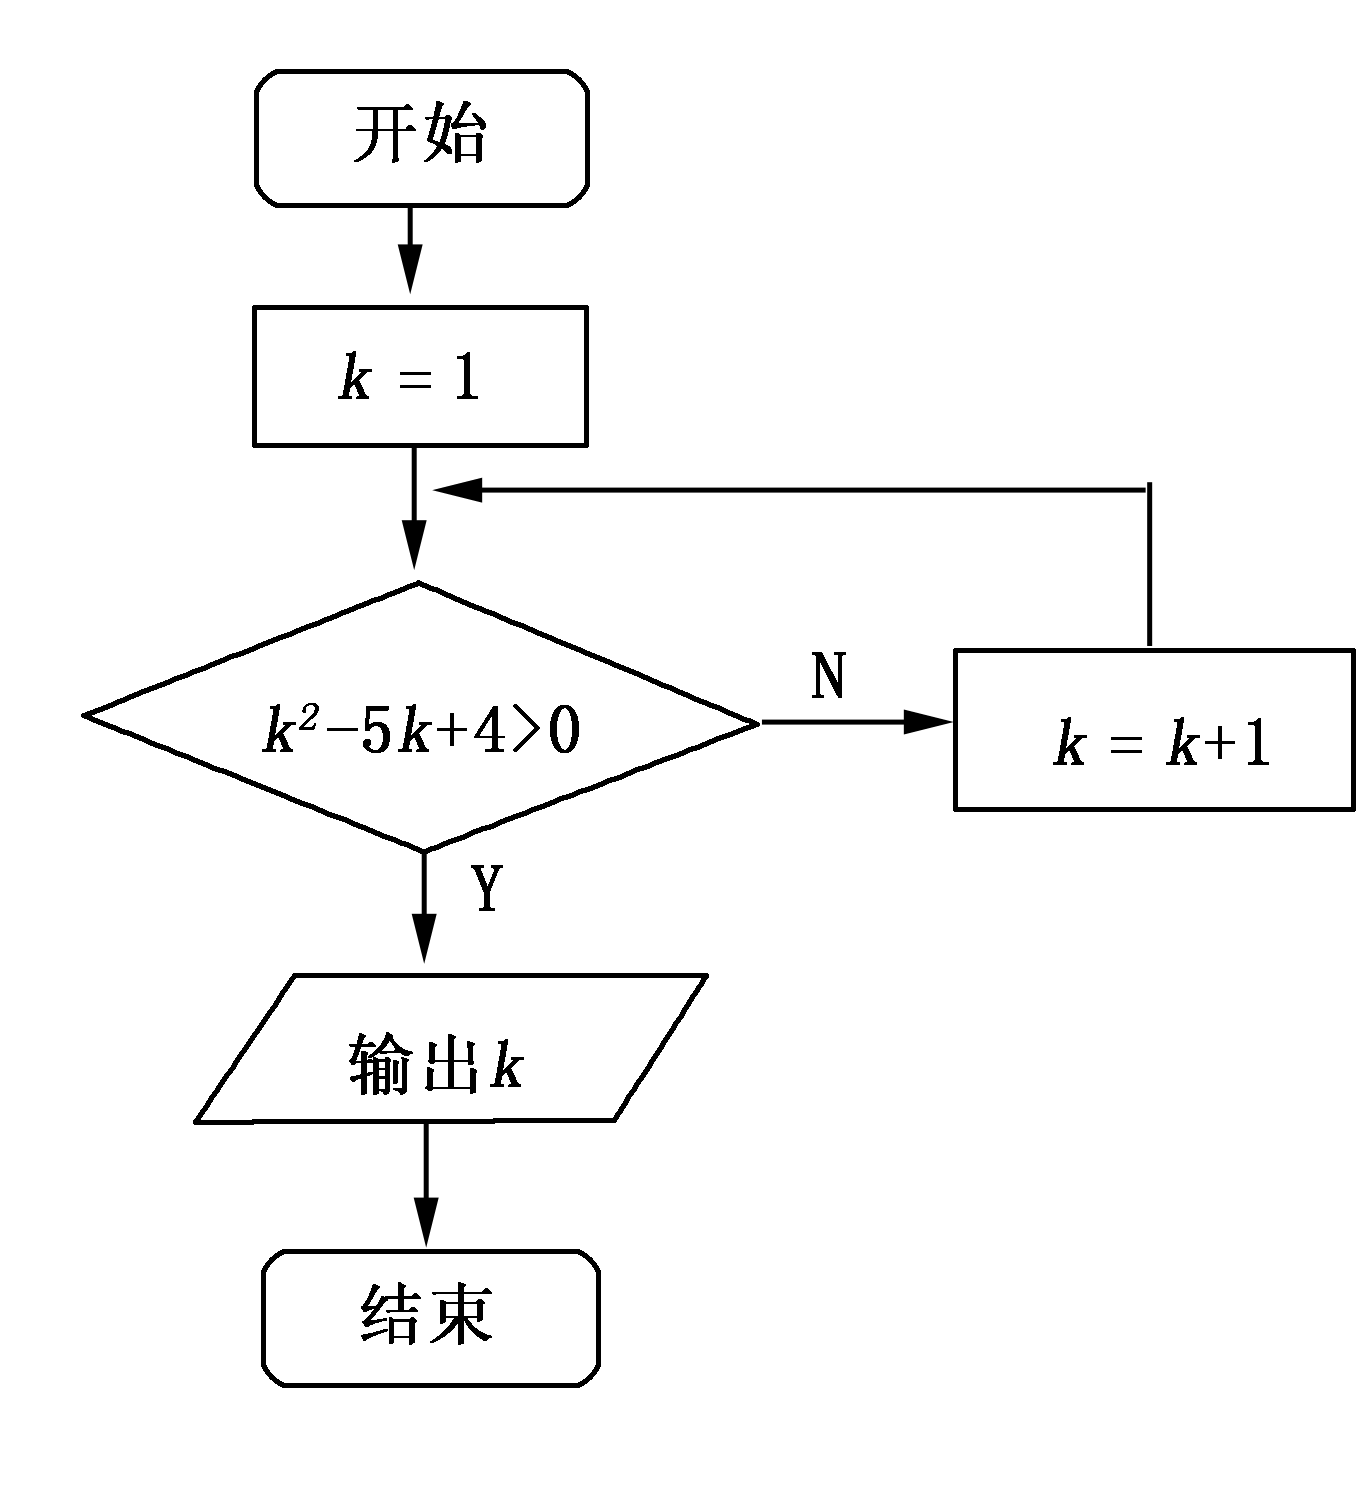 开始
k = 1
k²-5k+4>0
N
k = k+1
Y
输出k
结束